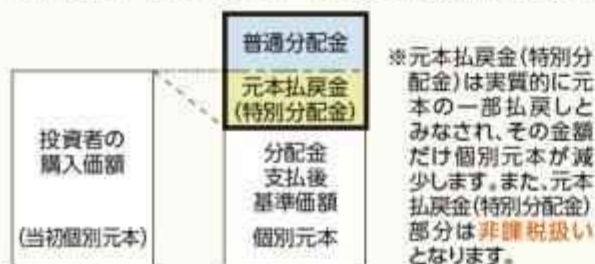 投資者の
購入価額
(当初個別元本)
普通分配金
元本払戻金
(特別分配金)
分配金
支払後
基準価額
個別元本
※元本払戻金(特別分
配金)は実質的に元
本の一部払戻しと
みなされ、その金額
だけ個別元本が減
少します。また、元本
払戻金(特別分配金)
部分は非課税扱い
となります。